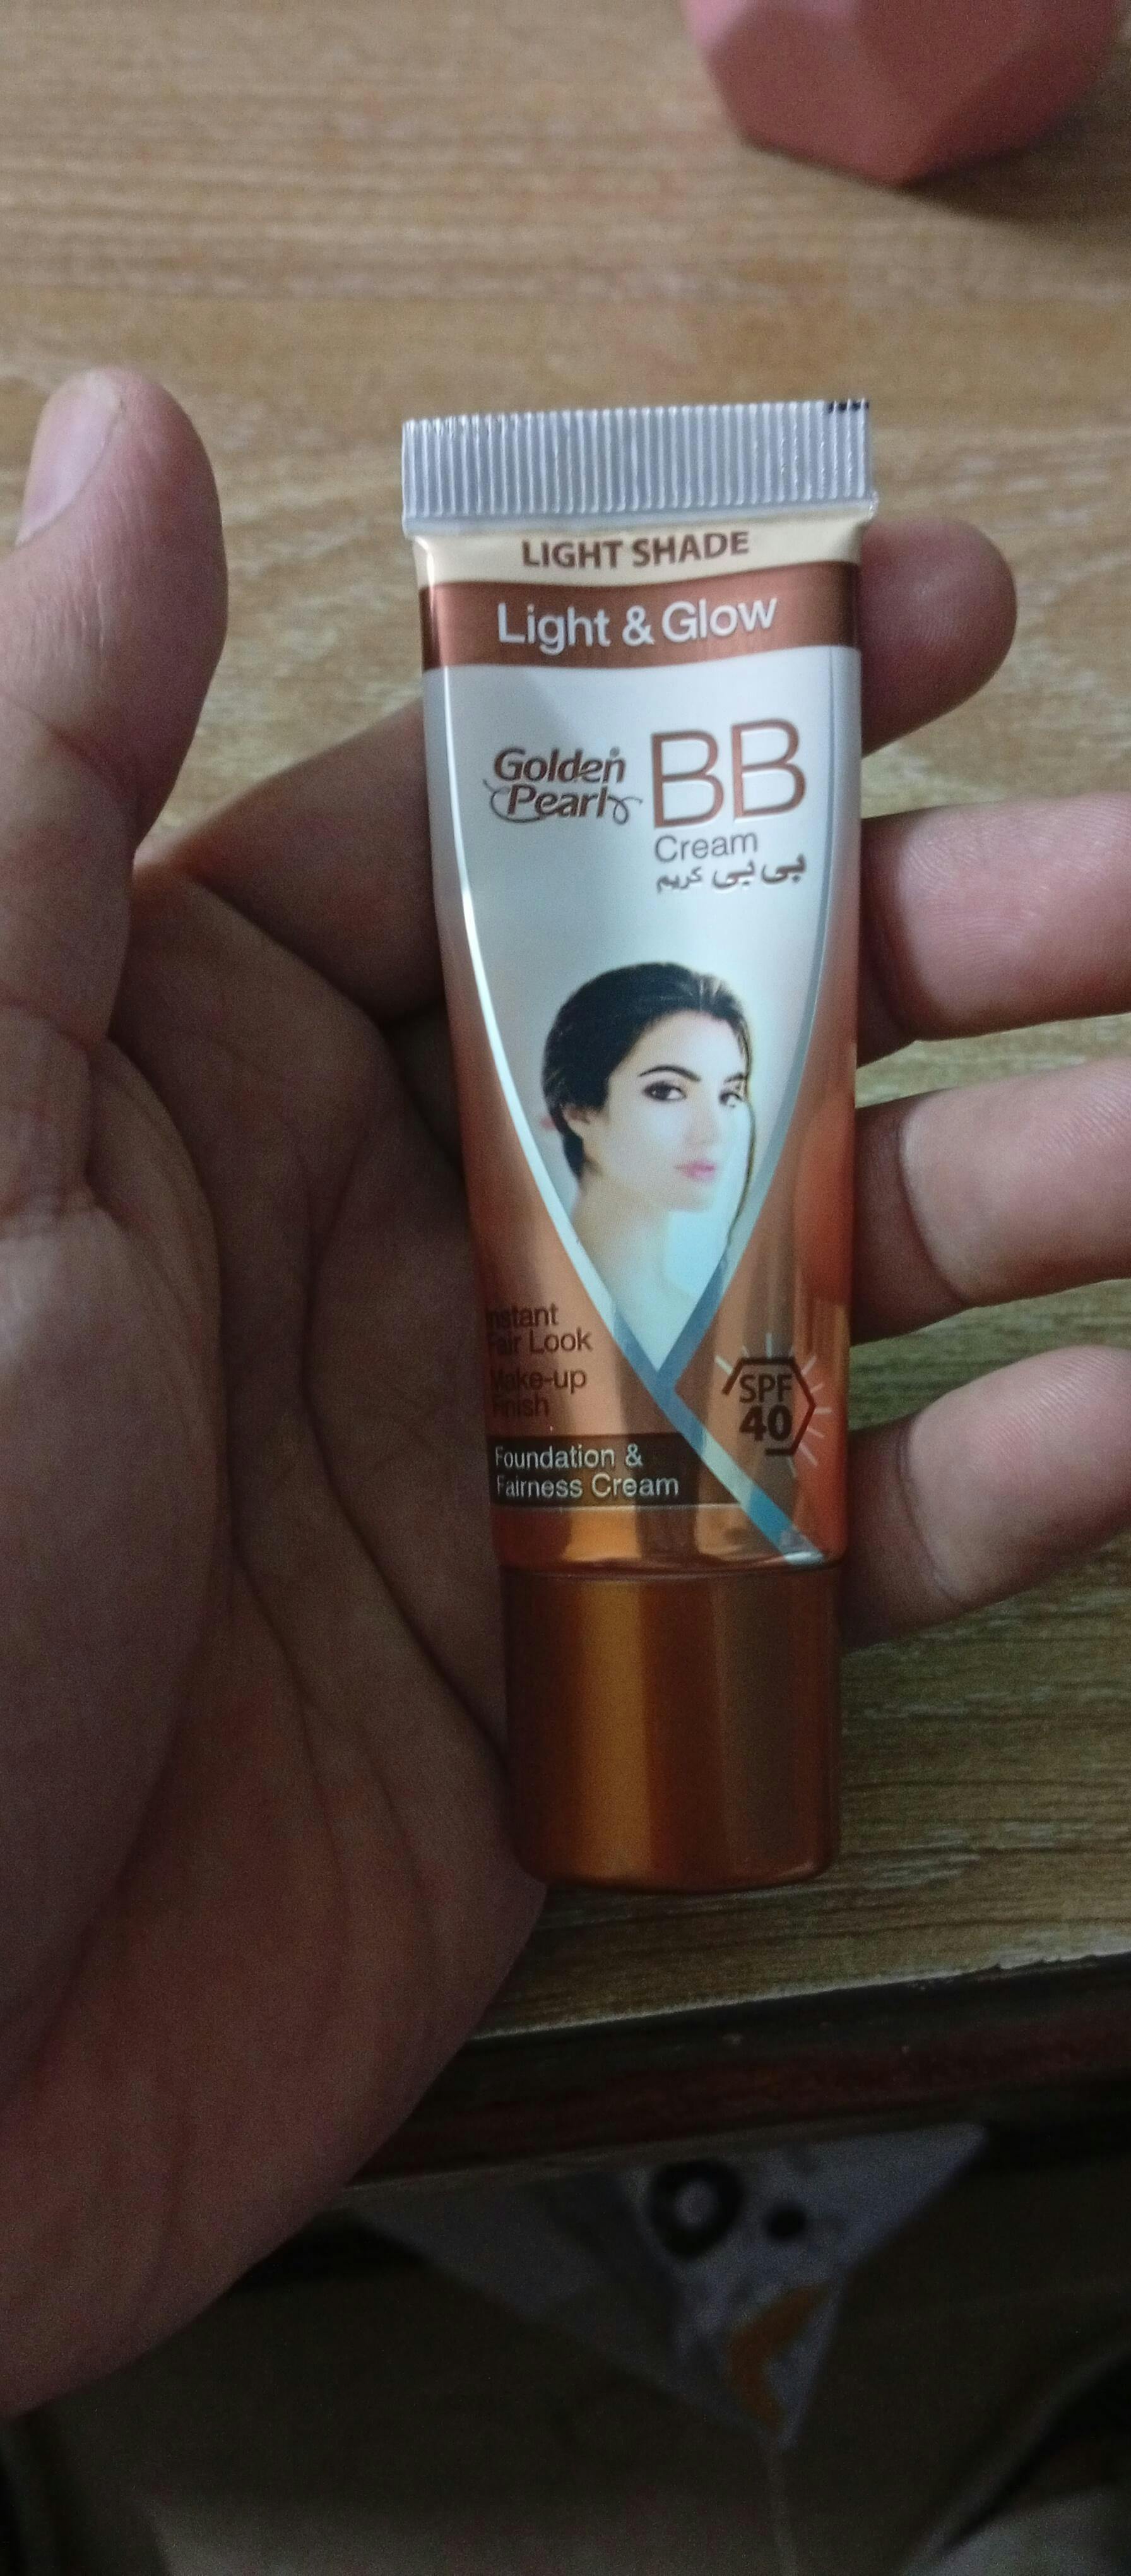 LIGHT SHADE
Light & Glow
Golden
Pearl
BB
Cream
بی بی کریم
Instant
Fair Look
Make-up
Finish
SPF
40
Foundation &
Fairness Cream